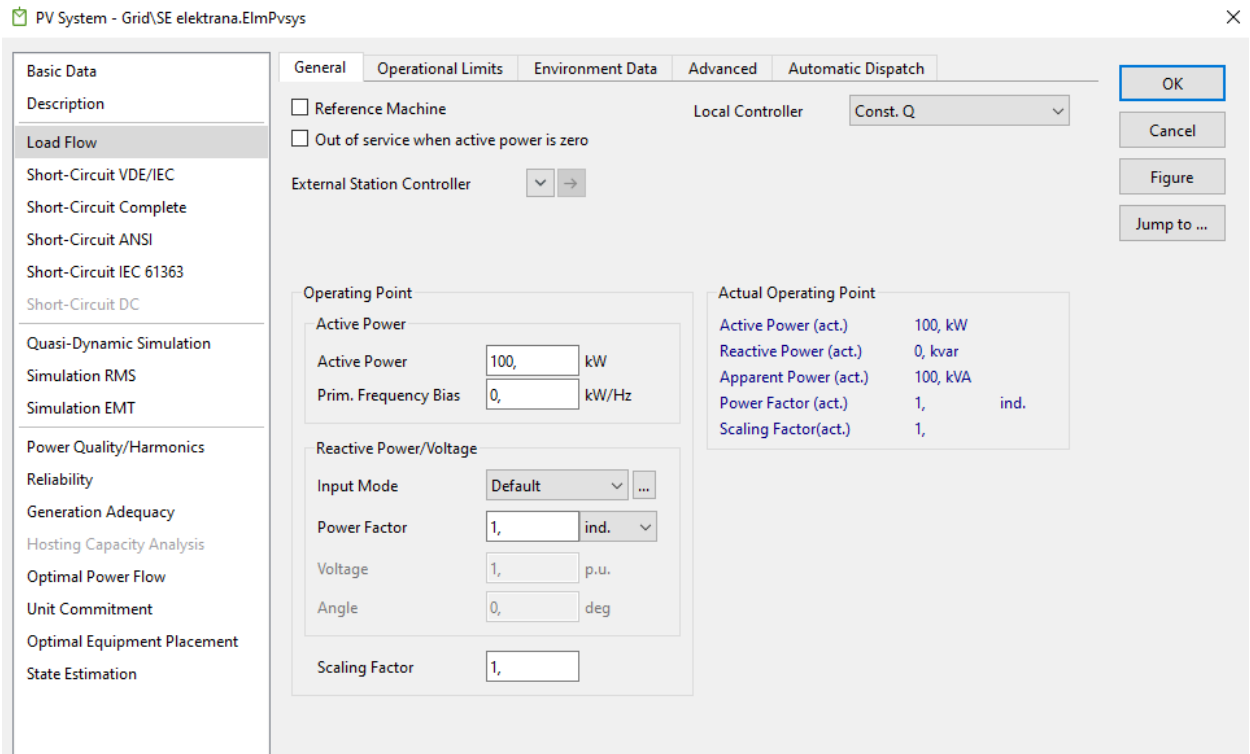 PV System - Grid\SE elektrana.ElmPvsys
Basic Data
Description
Load Flow
Short-Circuit VDE/IEC
Short-Circuit Complete
Short-Circuit ANSI
Short-Circuit IEC 61363
Short-Circuit DC
Quasi-Dynamic Simulation
Simulation RMS
Simulation EMT
Power Quality/Harmonics
Reliability
Generation Adequacy
Hosting Capacity Analysis
Optimal Power Flow
Unit Commitment
Optimal Equipment Placement
State Estimation
General Operational Limits Environment Data Advanced Automatic Dispatch
Reference Machine
Out of service when active power is zero
Local Controller Const. Q
External Station Controller
Operating Point
Active Power
Active Power 100, kW
Prim. Frequency Bias 0, kW/Hz
Reactive Power/Voltage
Input Mode Default ...
Power Factor 1, ind.
Voltage 1, p.u.
Angle 0, deg
Scaling Factor 1,
Actual Operating Point
Active Power (act.) 100, kW
Reactive Power (act.) 0, kvar
Apparent Power (act.) 100, kVA
Power Factor (act.) 1, ind.
Scaling Factor(act.) 1,
OK
Cancel
Figure
Jump to ...